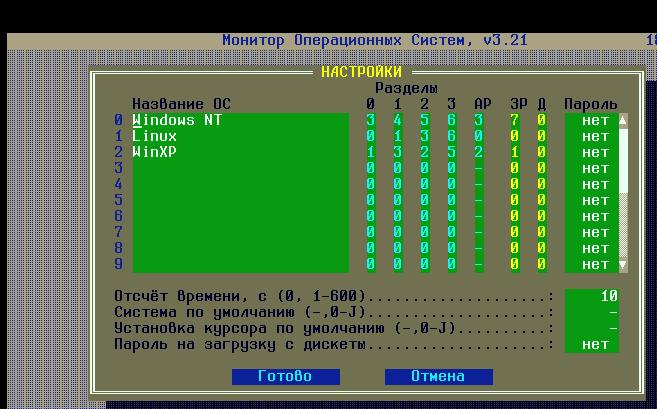 Монитор Операционных Систем, v3.21
НАСТРОЙКИ
Разделы
Название ОС 0 1 2 3 АР ЗР Д Пароль
0 Windows NT 3 4 5 6 3 7 0 нет
1 Linux 0 1 3 6 0 0 0 нет
2 WinXP 1 3 2 5 2 1 0 нет
3 0 0 0 0 - 0 0 нет
4 0 0 0 0 - 0 0 нет
5 0 0 0 0 - 0 0 нет
6 0 0 0 0 - 0 0 нет
7 0 0 0 0 - 0 0 нет
8 0 0 0 0 - 0 0 нет
9 0 0 0 0 - 0 0 нет
Отсчёт времени, с (0, 1-600)....................: 10
Система по умолчанию (-,0-J)....................: -
Установка курсора по умолчанию (-,0-J)..........: -
Пароль на загрузку с дискеты....................: нет
Готово Отмена